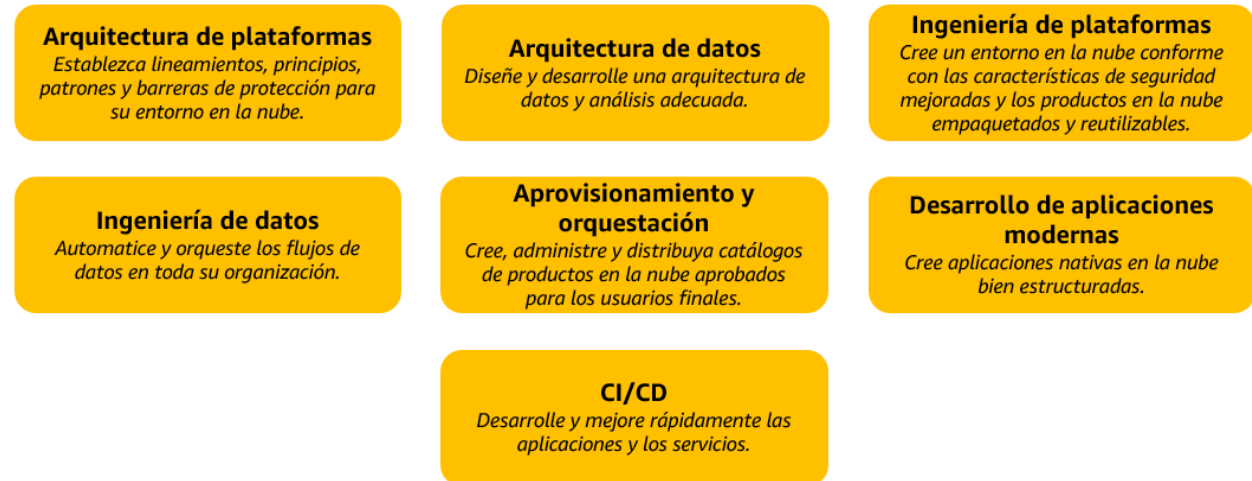 Arquitectura de plataformas
Establezca lineamientos, principios,
patrones y barreras de protección para
su entorno en la nube.
Arquitectura de datos
Diseñe y desarrolle una arquitectura de
datos y análisis adecuada.
Ingeniería de plataformas
Cree un entorno en la nube conforme
con las características de seguridad
mejoradas y los productos en la nube
empaquetados y reutilizables.
Ingeniería de datos
Automatice y orqueste los flujos de
datos en toda su organización.
Aprovisionamiento y
orquestación
Cree, administre y distribuya catálogos
de productos en la nube aprobados
para los usuarios finales.
Desarrollo de aplicaciones
modernas
Cree aplicaciones nativas en la nube
bien estructuradas.
CI/CD
Desarrolle y mejore rápidamente las
aplicaciones y los servicios.